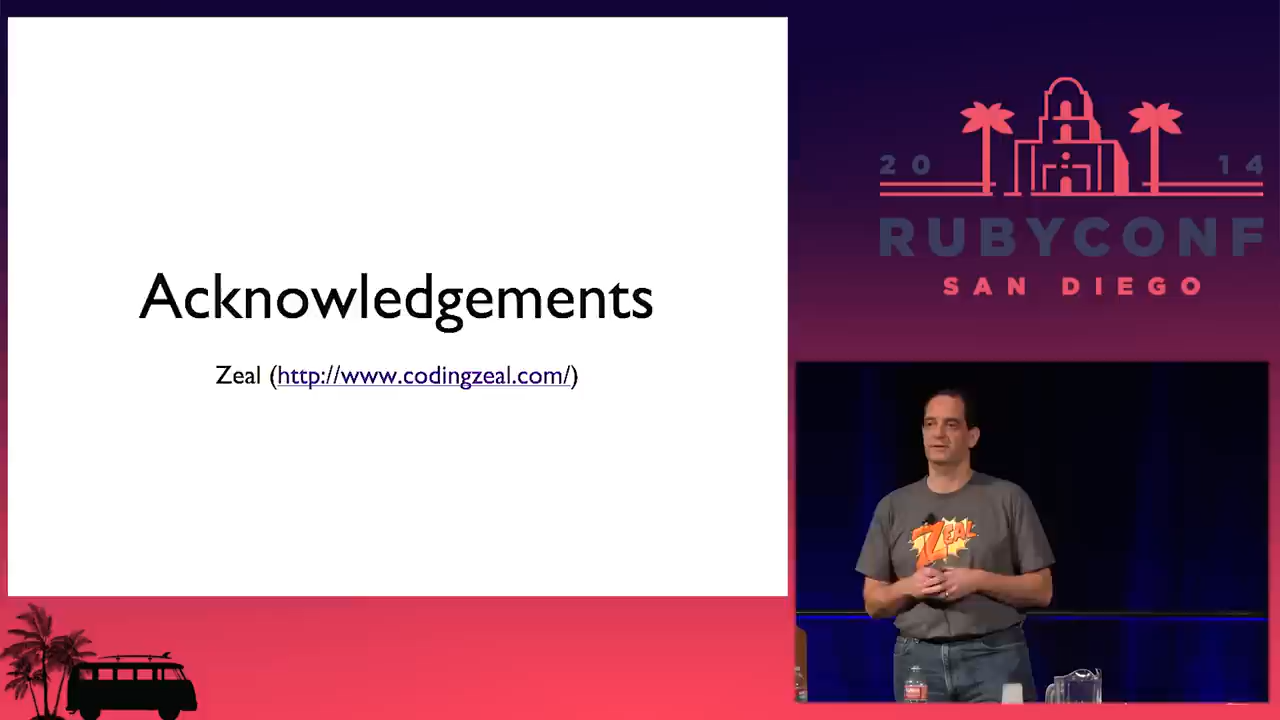 Acknowledgements
Zeal (http://www.codingzeal.com/)
20 14
RUBYCONF
SAN DIEGO
ZEAL